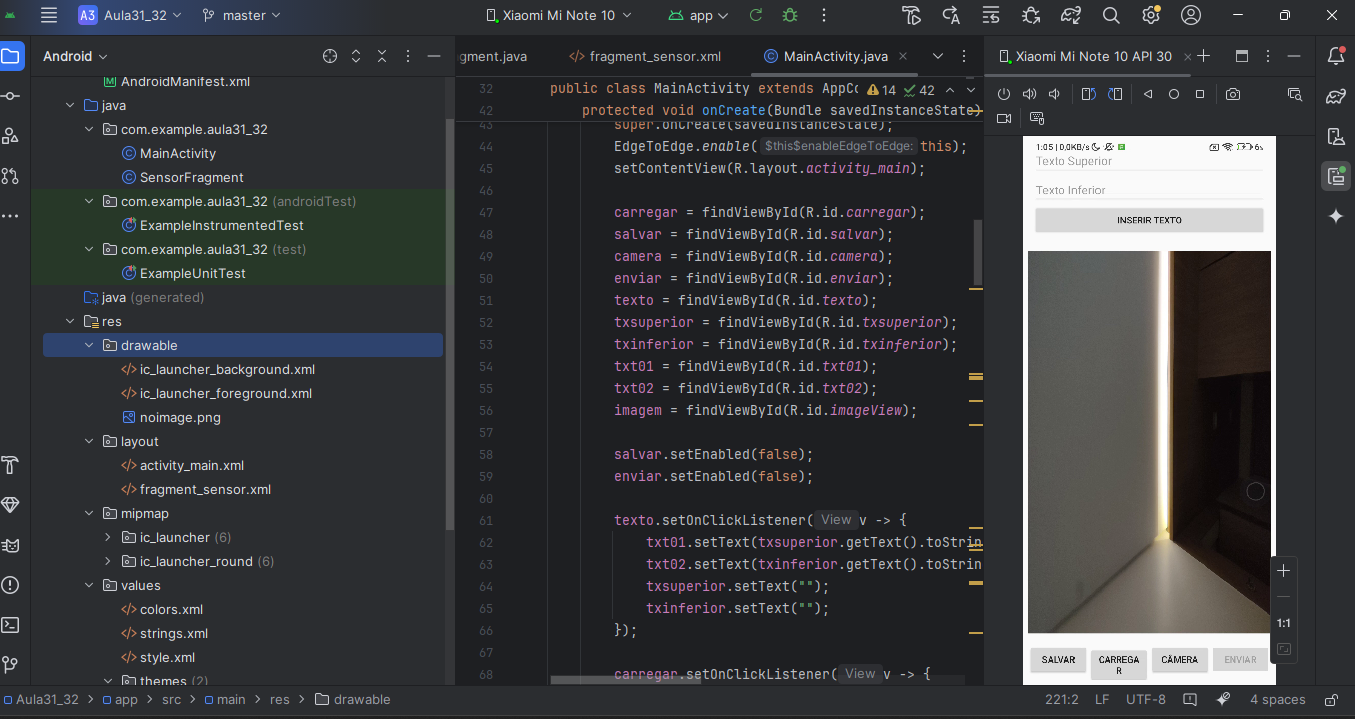 A3 Aula31_32 master Xiaomi Mi Note 10 app
Android
AndroidManifest.xml
java
com.example.aula31_32
MainActivity
SensorFragment
com.example.aula31_32 (androidTest)
ExampleInstrumentedTest
com.example.aula31_32 (test)
ExampleUnitTest
java (generated)
res
drawable
ic_launcher_background.xml
ic_launcher_foreground.xml
noimage.png
layout
activity_main.xml
fragment_sensor.xml
mipmap
ic_launcher (6)
ic_launcher_round (6)
values
colors.xml
strings.xml
style.xml
themes (2)
gment.java fragment_sensor.xml MainActivity.java
32 public class MainActivity extends AppCo 14 42
42 protected void onCreate(Bundle savedInstanceState)
43 super.onCreate(savedInstanceState);
44 EdgeToEdge.enable( $this$enableEdgeToEdge: this);
45 setContentView(R.layout.activity_main);
46
47 carregar = findViewById(R.id.carregar);
48 salvar = findViewById(R.id.salvar);
49 camera = findViewById(R.id.camera);
50 enviar = findViewById(R.id.enviar);
51 texto = findViewById(R.id.texto);
52 txsuperior = findViewById(R.id.txsuperior);
53 txinferior = findViewById(R.id.txinferior);
54 txt01 = findViewById(R.id.txt01);
55 txt02 = findViewById(R.id.txt02);
56 imagem = findViewById(R.id.imageView);
57
58 salvar.setEnabled(false);
59 enviar.setEnabled(false);
60
61 texto.setOnClickListener( View v -> {
62 txt01.setText(txsuperior.getText().toStrin
63 txt02.setText(txinferior.getText().toStrin
64 txsuperior.setText("");
65 txinferior.setText("");
66 });
67
68 carregar.setOnClickListener( View v -> {
Xiaomi Mi Note 10 API 30
1:05 | 0,0KB/s 6%
Texto Superior
Texto Inferior
INSERIR TEXTO
SALVAR CARREGA
R CÂMERA ENVIAR
1:1
Aula31_32 > app > src > main > res > drawable
221:2 LF UTF-8 4 spaces